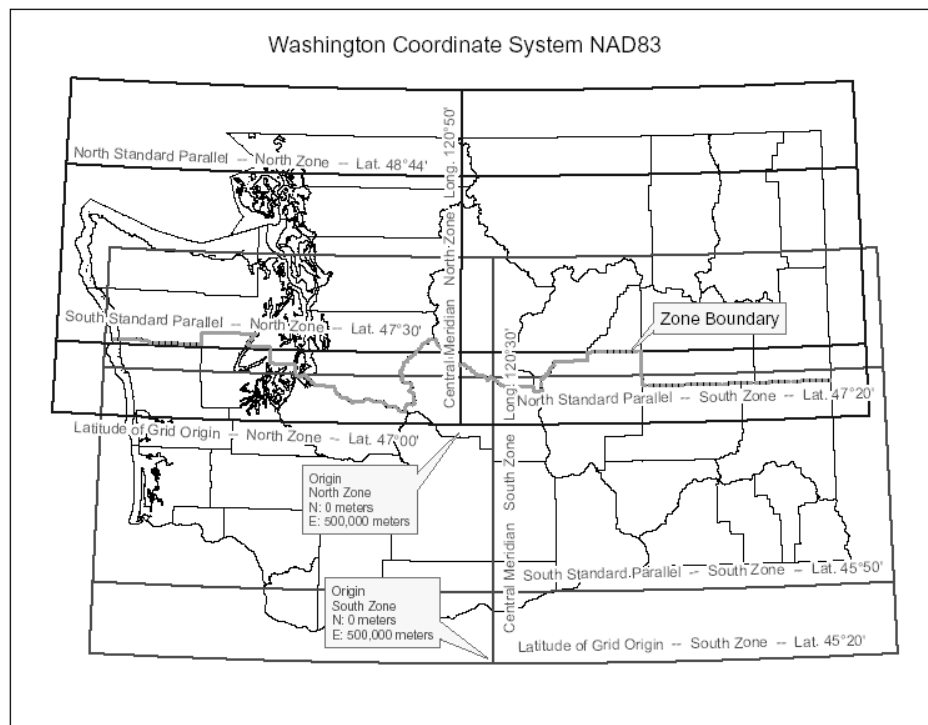 Washington Coordinate System NAD83
North Standard Parallel -- North Zone -- Lat. 48°44'
Central Meridian North Zone Long. 120°50'
South Standard Parallel -- North Zone -- Lat. 47°30'
Zone Boundary
North Standard Parallel -- South Zone -- Lat. 47°20'
Latitude of Grid Origin -- North Zone -- Lat. 47°00'
Central Meridian South Zone Long. 120°30'
Origin
North Zone
N: 0 meters
E: 500,000 meters
South Standard Parallel -- South Zone -- Lat. 45°50'
Origin
South Zone
N: 0 meters
E: 500,000 meters
Latitude of Grid Origin -- South Zone -- Lat. 45°20'